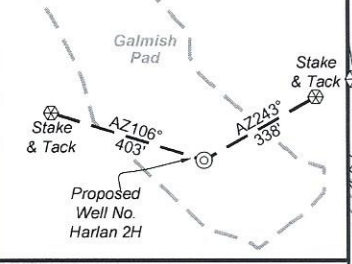 Galmish
Pad
Stake
& Tack
Stake
& Tack
AZ106°
403'
AZ243°
338'
Proposed
Well No.
Harlan 2H